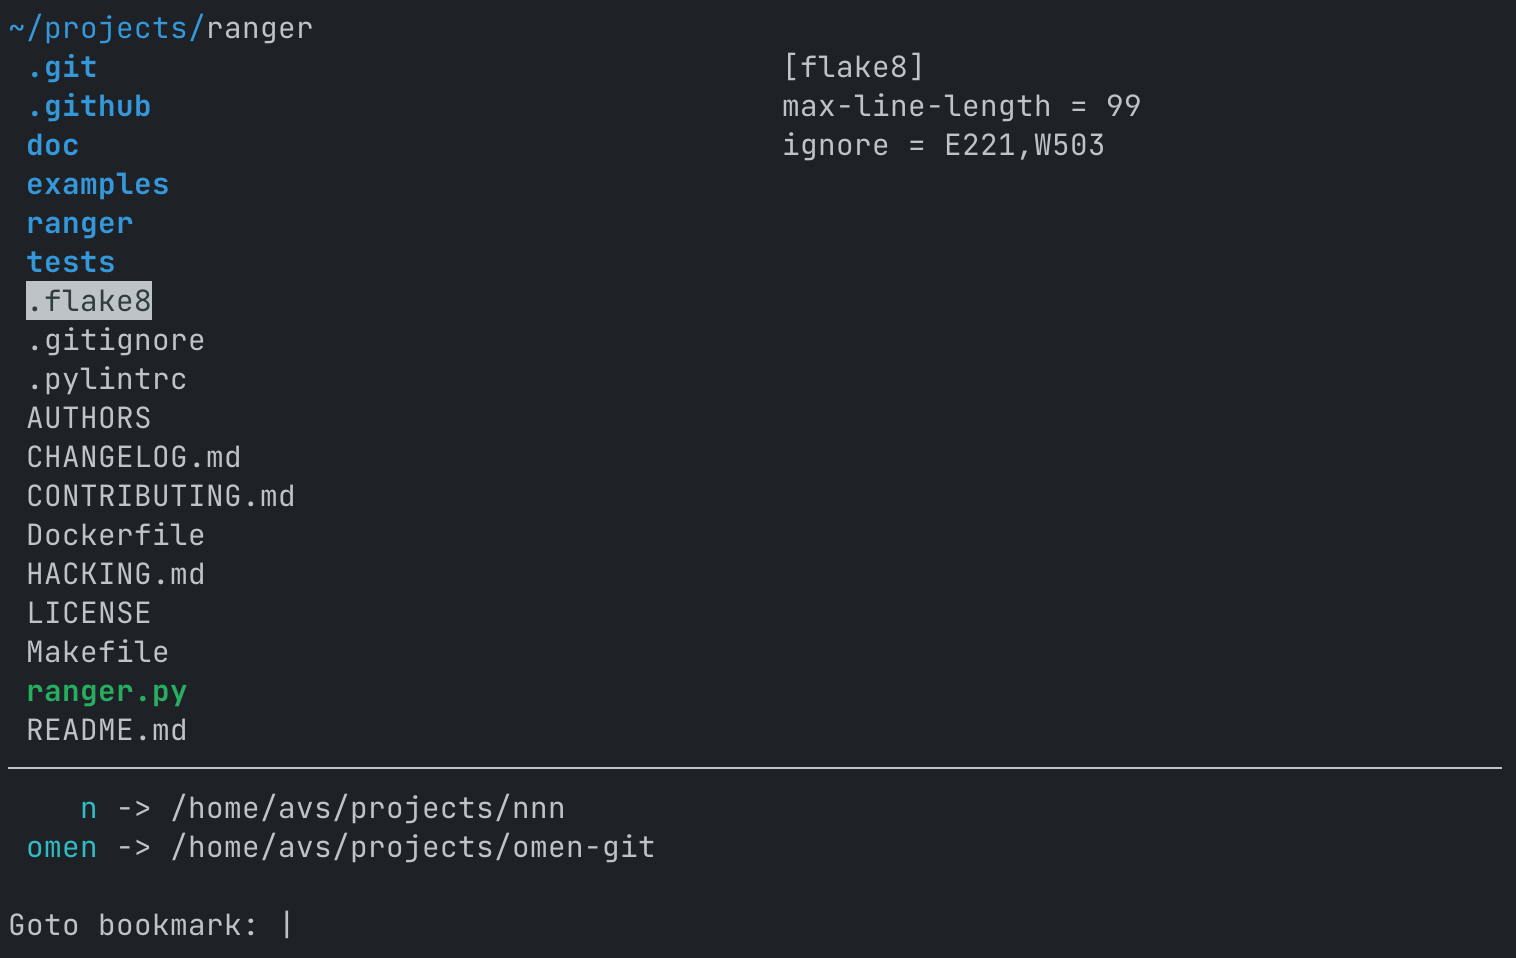 ~/projects/ranger
.git
.github
doc
examples
ranger
tests
.flake8
.gitignore
.pylintrc
AUTHORS
CHANGELOG.md
CONTRIBUTING.md
Dockerfile
HACKING.md
LICENSE
Makefile
ranger.py
README.md
[flake8]
max-line-length = 99
ignore = E221,W503
n -> /home/avs/projects/nnn
omen -> /home/avs/projects/omen-git
Goto bookmark: |